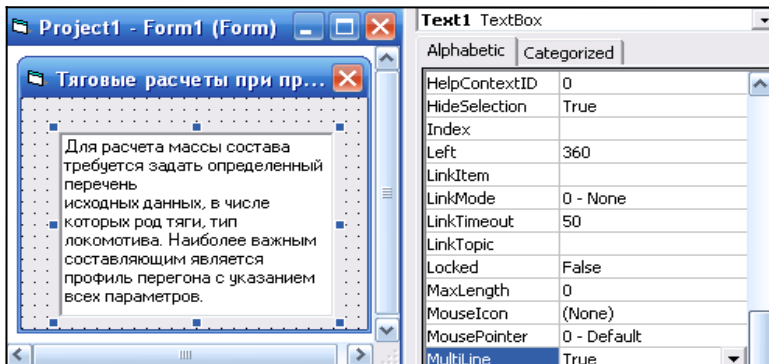 Project1 - Form1 (Form)
Тяговые расчеты при пр...
Для расчета массы состава
требуется задать определенный
перечень
исходных данных, в числе
которых род тяги, тип
локомотива. Наиболее важным
составляющим является
профиль перегона с указанием
всех параметров.
Text1 TextBox
Alphabetic Categorized
HelpContextID 0
HideSelection True
Index
Left 360
LinkItem
LinkMode 0 - None
LinkTimeout 50
LinkTopic
Locked False
MaxLength 0
MouseIcon (None)
MousePointer 0 - Default
MultiLine True